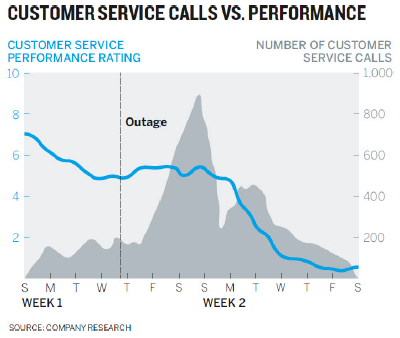 CUSTOMER SERVICE CALLS VS. PERFORMANCE
CUSTOMER SERVICE
PERFORMANCE RATING
NUMBER OF CUSTOMER
SERVICE CALLS
10
8
6
4
2
1.000
800
600
400
200
Outage
S M T W T F S S M T W T F S
WEEK 1
WEEK 2
SOURCE: COMPANY RESEARCH